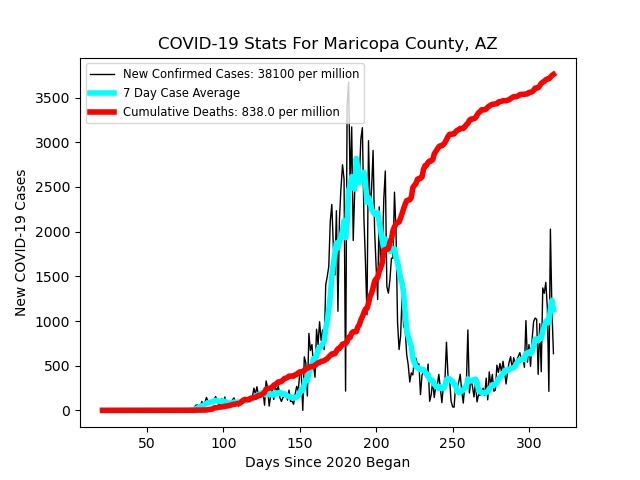 COVID-19 Stats For Maricopa County, AZ
New Confirmed Cases: 38100 per million
7 Day Case Average
Cumulative Deaths: 838.0 per million
New COVID-19 Cases
3500
3000
2500
2000
1500
1000
500
0
50 100 150 200 250 300
Days Since 2020 Began